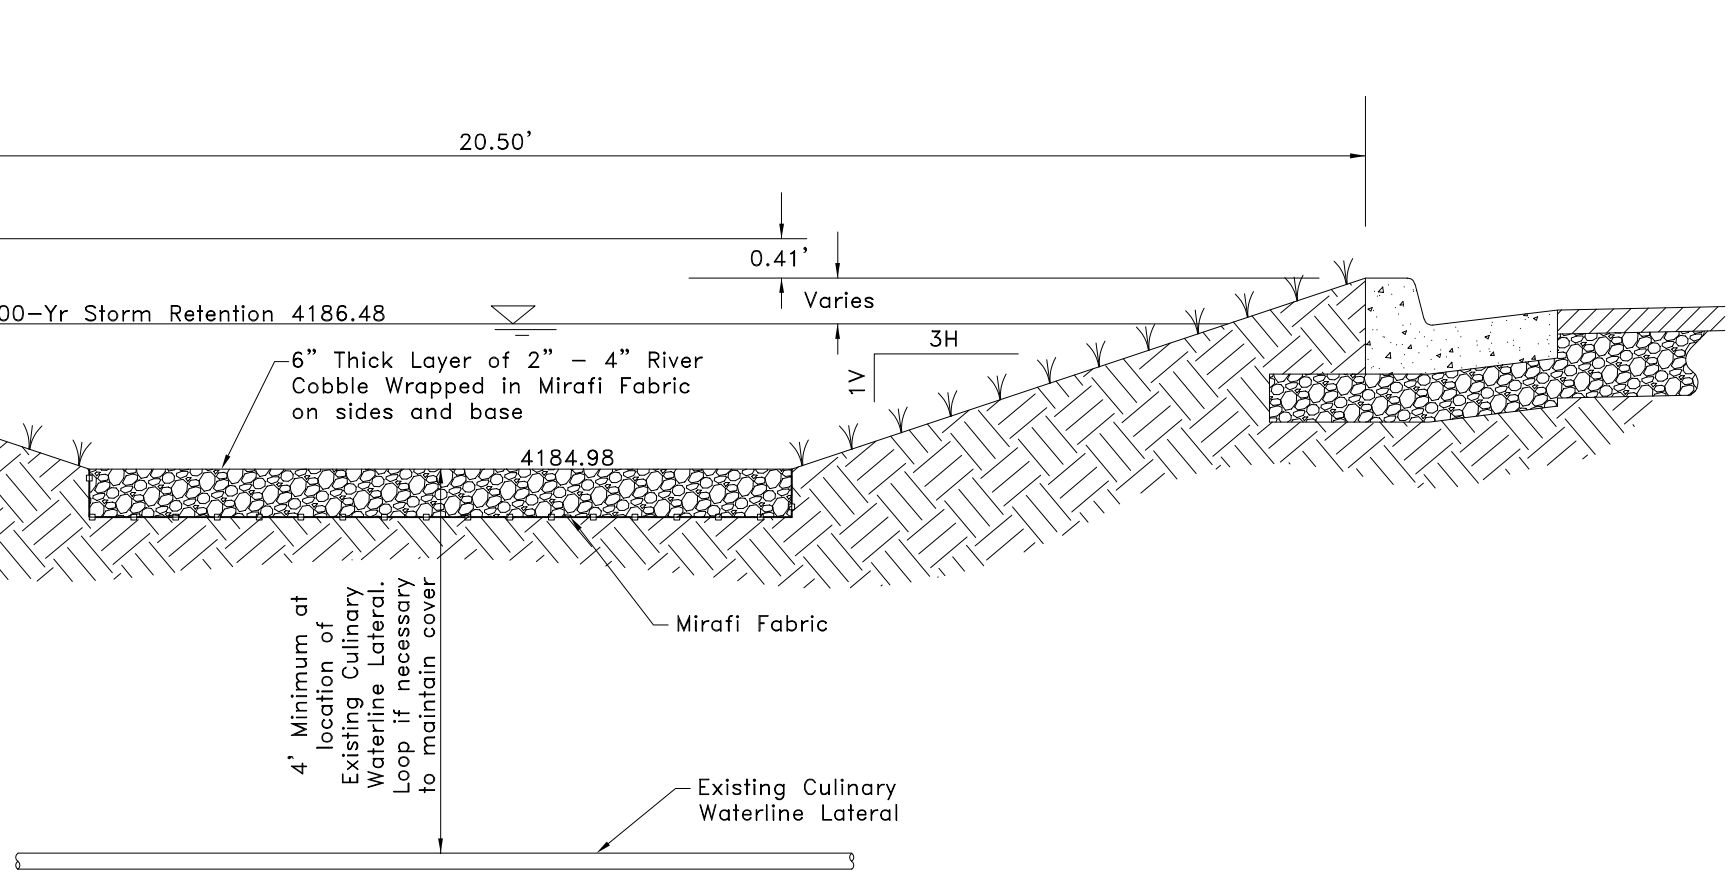 20.50'
0.41'
Varies
00-Yr Storm Retention 4186.48
3H
1V
6" Thick Layer of 2" - 4" River
Cobble Wrapped in Mirafi Fabric
on sides and base
4184.98
4' Minimum at
location of
Existing Culinary
Waterline Lateral.
Loop if necessary
to maintain cover
Mirafi Fabric
Existing Culinary
Waterline Lateral